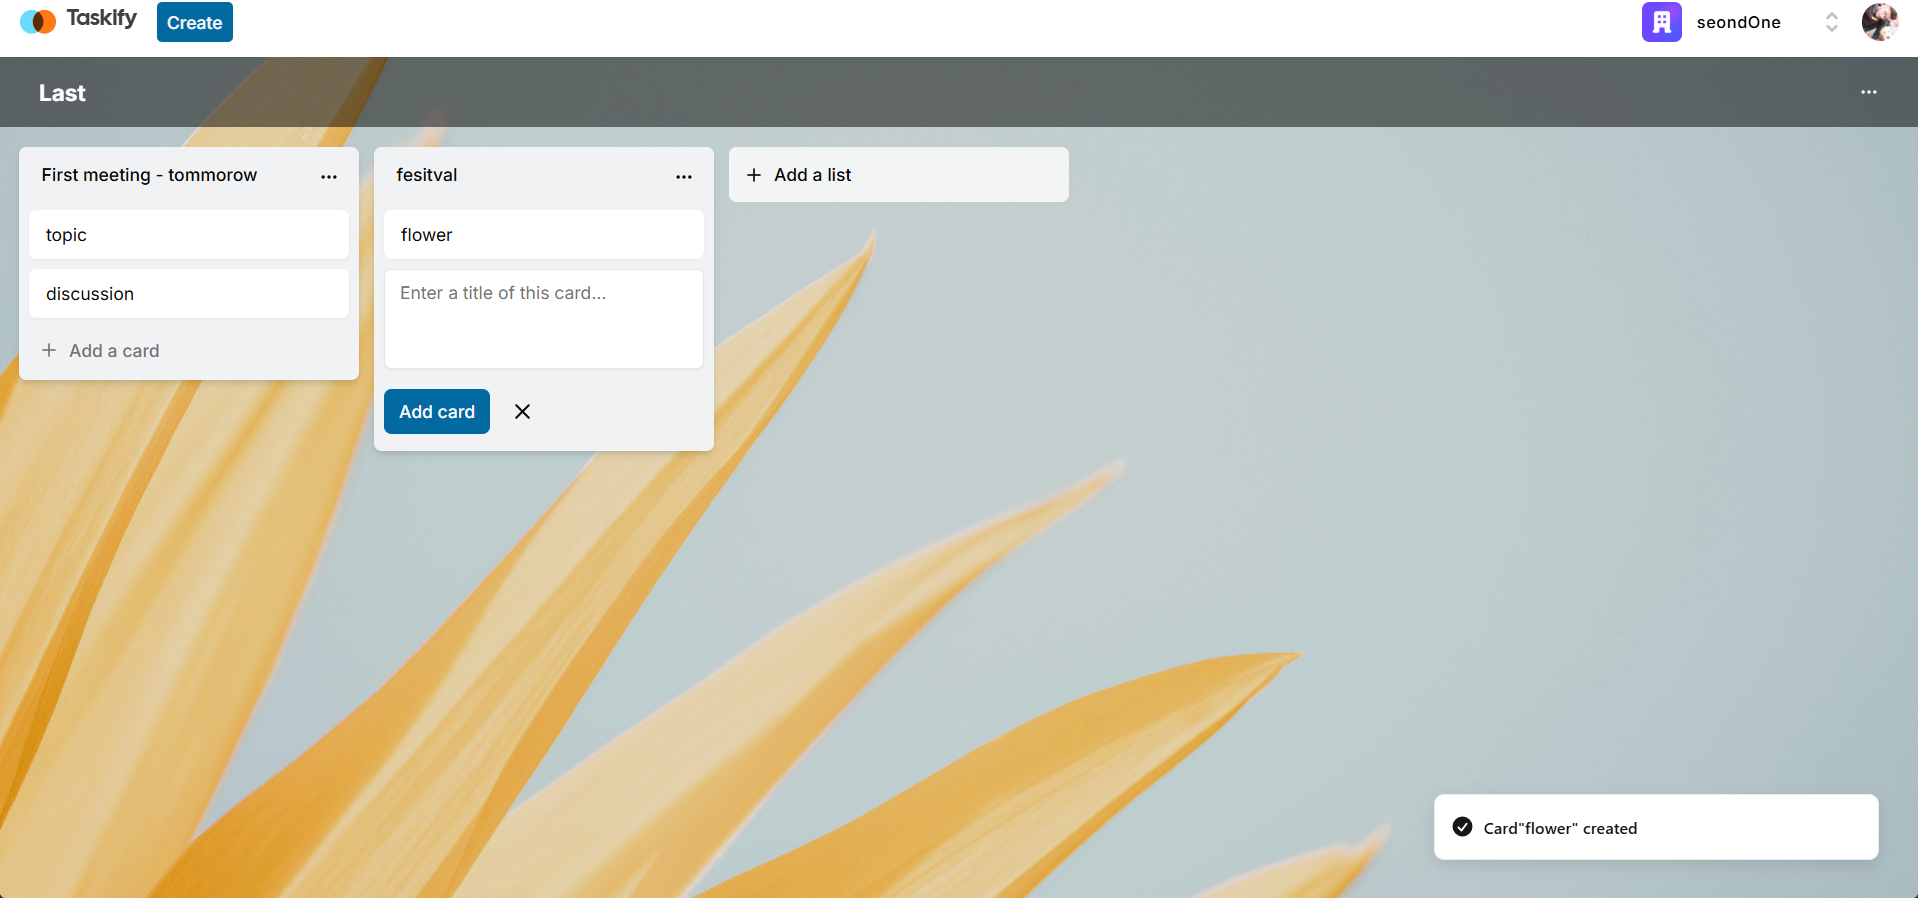 Taskify
Create
seondOne
Last
First meeting - tommorow
topic
discussion
Add a card
fesitval
flower
Enter a title of this card...
Add card
Add a list
Card"flower" created